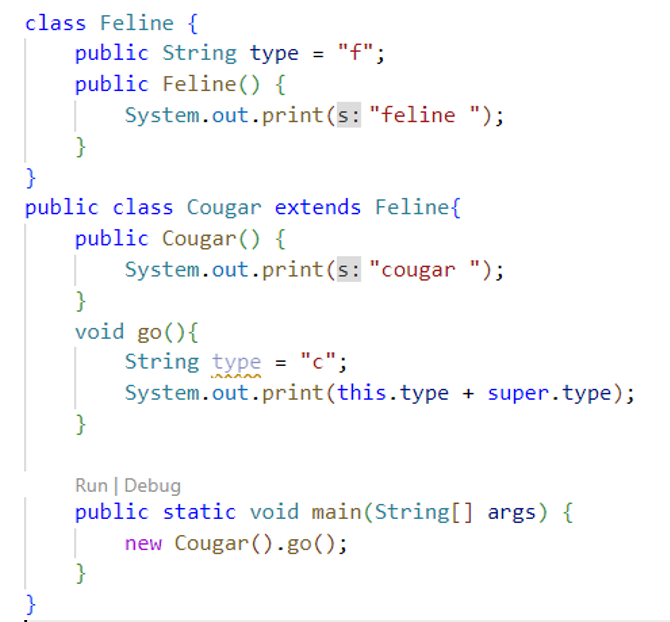 class Feline {
public String type = "f";
public Feline() {
System.out.print(s: "feline ");
}
}
public class Cougar extends Feline{
public Cougar() {
System.out.print(s: "cougar ");
}
void go(){
String type = "c";
System.out.print(this.type + super.type);
}
Run | Debug
public static void main(String[] args) {
new Cougar().go();
}
}